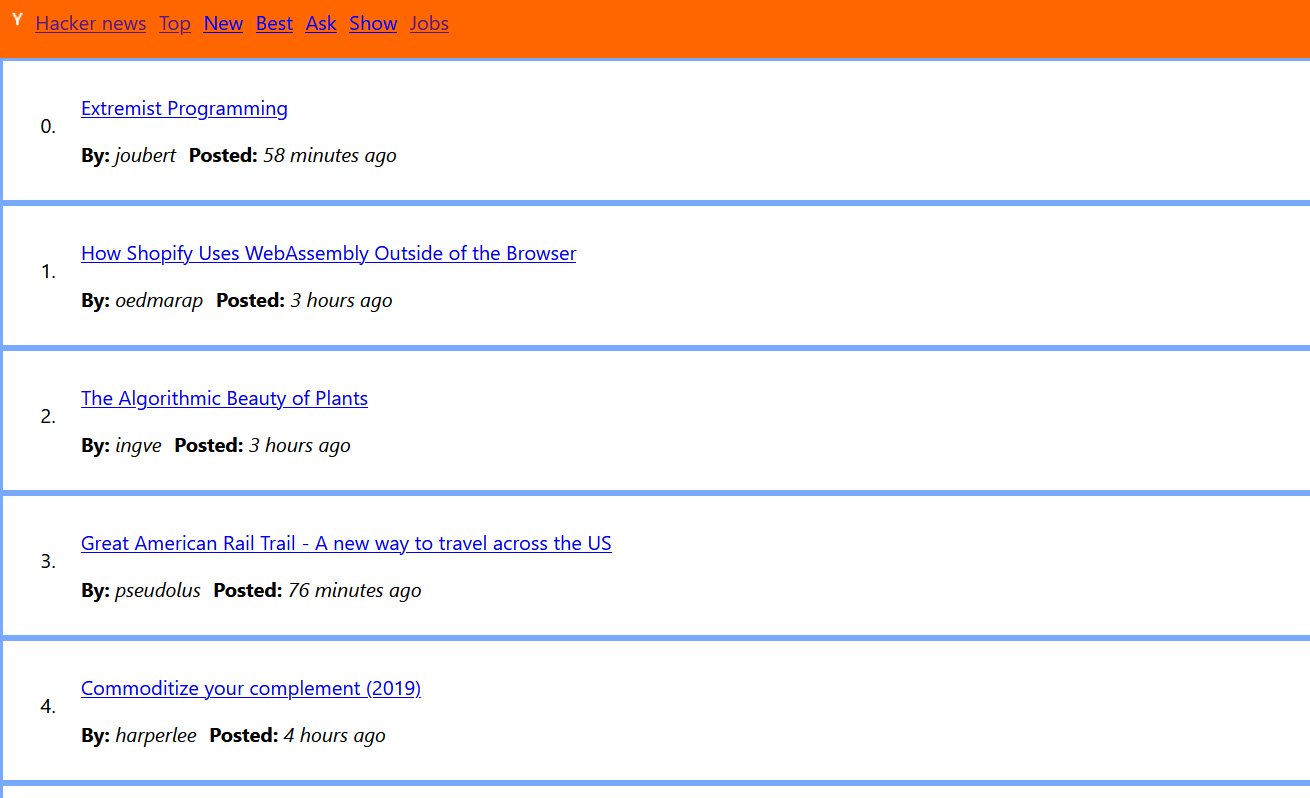 Y Hacker news Top New Best Ask Show Jobs
0.
Extremist Programming
By: joubert Posted: 58 minutes ago
1.
How Shopify Uses WebAssembly Outside of the Browser
By: oedmarap Posted: 3 hours ago
2.
The Algorithmic Beauty of Plants
By: ingve Posted: 3 hours ago
3.
Great American Rail Trail - A new way to travel across the US
By: pseudolus Posted: 76 minutes ago
4.
Commoditize your complement (2019)
By: harperlee Posted: 4 hours ago